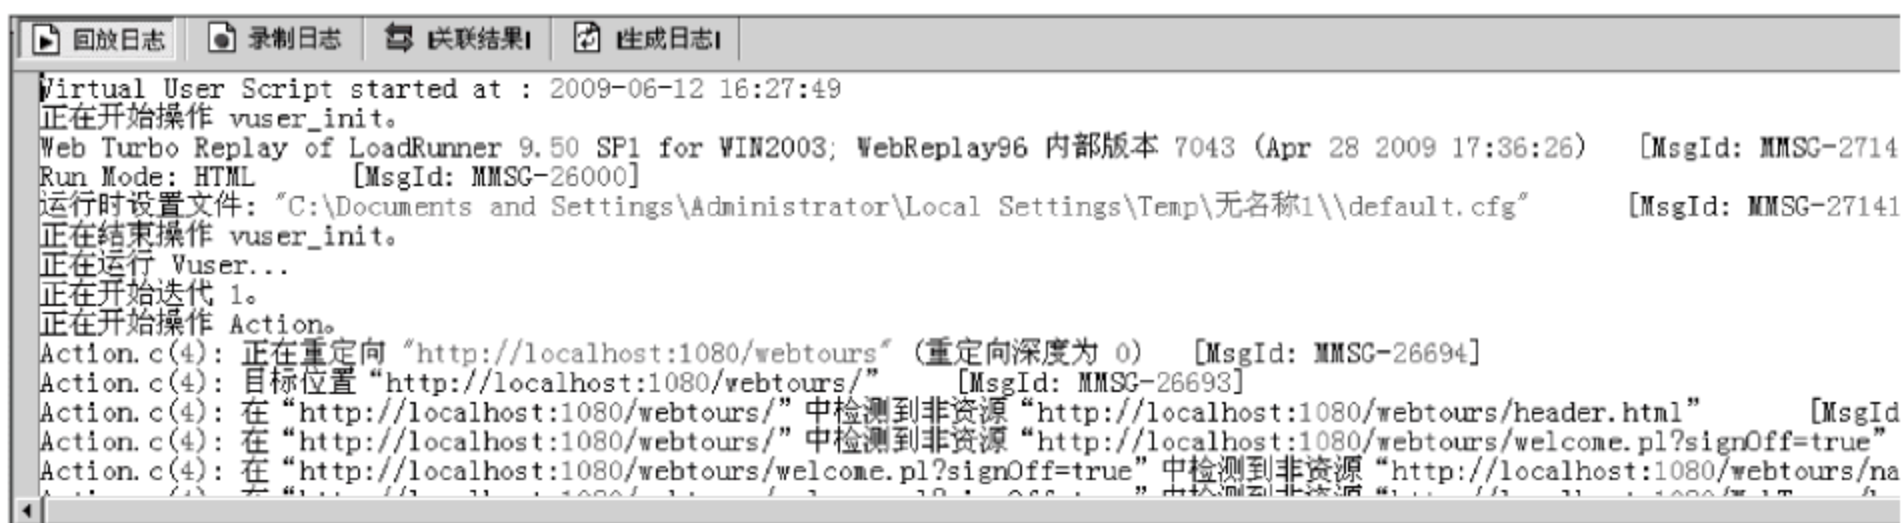 回放日志 录制日志 关联结果 生成日志
Virtual User Script started at : 2009-06-12 16:27:49
正在开始操作 vuser_init。
Web Turbo Replay of LoadRunner 9.50 SP1 for WIN2003; WebReplay96 内部版本 7043 (Apr 28 2009 17:36:26) [MsgId: MMSG-2714
Run Mode: HTML [MsgId: MMSG-26000]
运行时设置文件: "C:\Documents and Settings\Administrator\Local Settings\Temp\无名称1\\default.cfg" [MsgId: MMSG-27141
正在结束操作 vuser_init。
正在运行 Vuser...
正在开始迭代 1。
正在开始操作 Action。
Action.c(4): 正在重定向 "http://localhost:1080/webtours" (重定向深度为 0) [MsgId: MMSG-26694]
Action.c(4): 目标位置 “http://localhost:1080/webtours/” [MsgId: MMSG-26693]
Action.c(4): 在 “http://localhost:1080/webtours/” 中检测到非资源 “http://localhost:1080/webtours/header.html” [MsgId
Action.c(4): 在 “http://localhost:1080/webtours/” 中检测到非资源 “http://localhost:1080/webtours/welcome.pl?signOff=true”
Action.c(4): 在 “http://localhost:1080/webtours/welcome.pl?signOff=true” 中检测到非资源 “http://localhost:1080/webtours/na